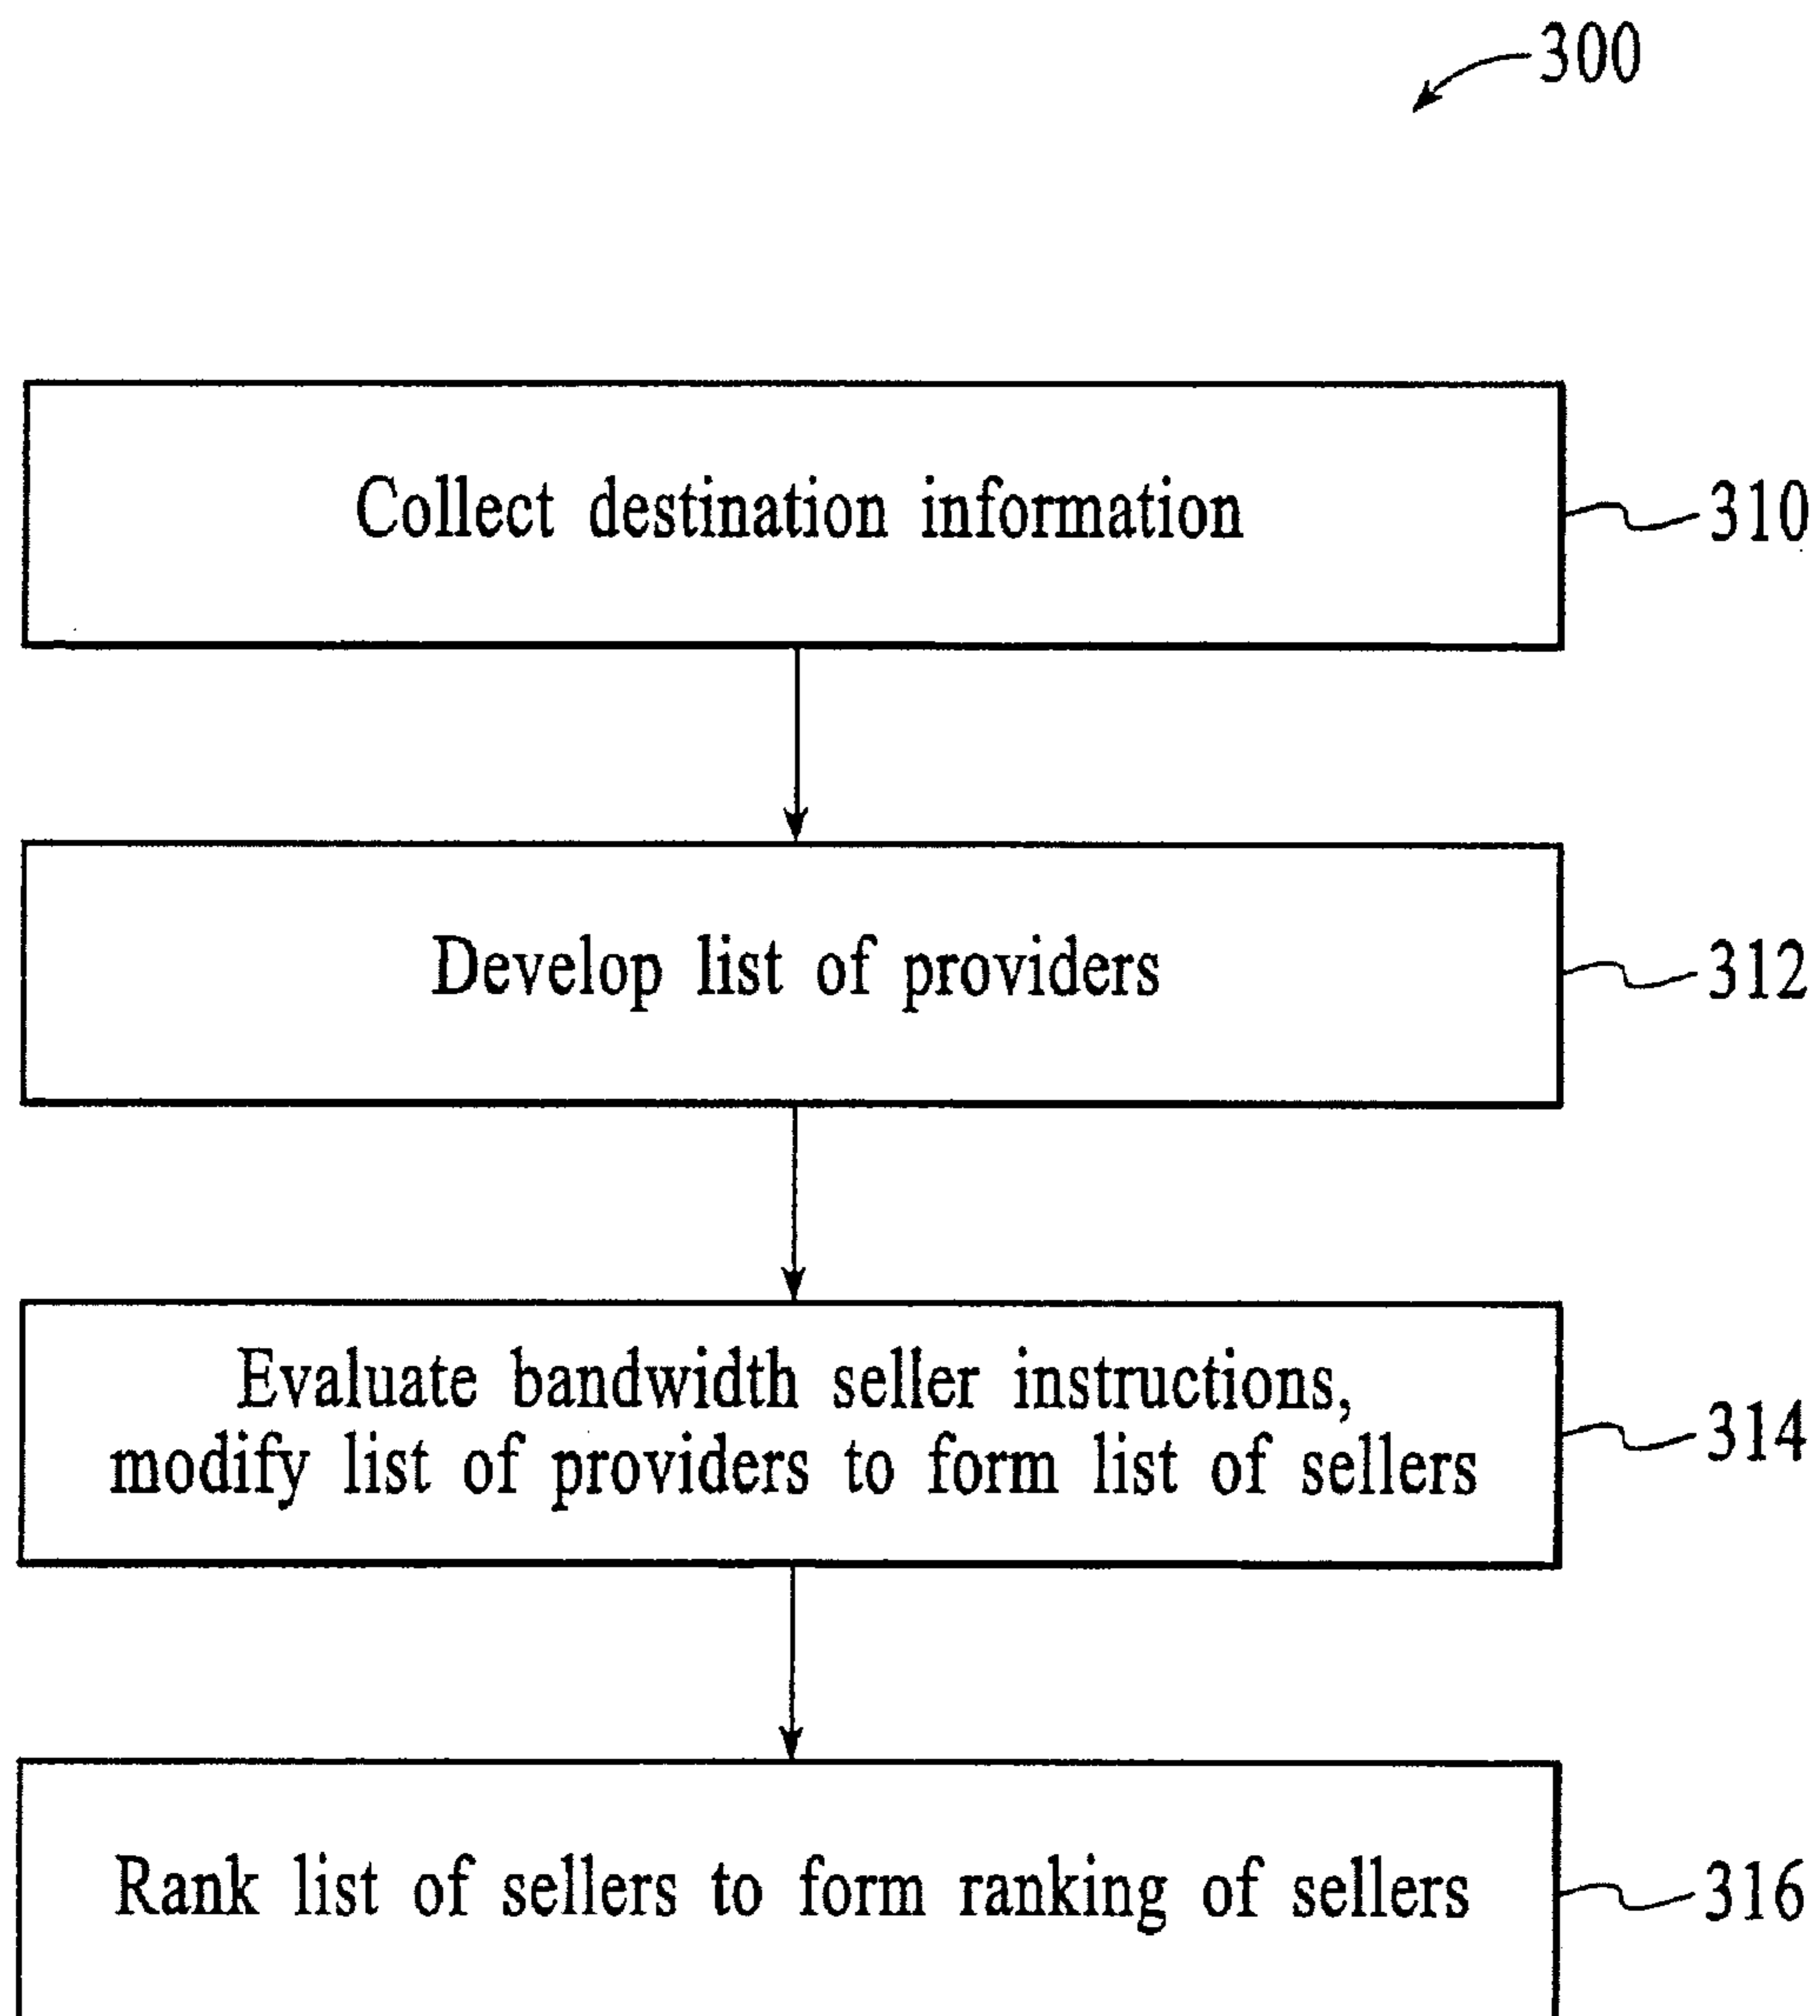 300
Collect destination information
310
Develop list of providers
312
Evaluate bandwidth seller instructions,
modify list of providers to form list of sellers
314
Rank list of sellers to form ranking of sellers
316